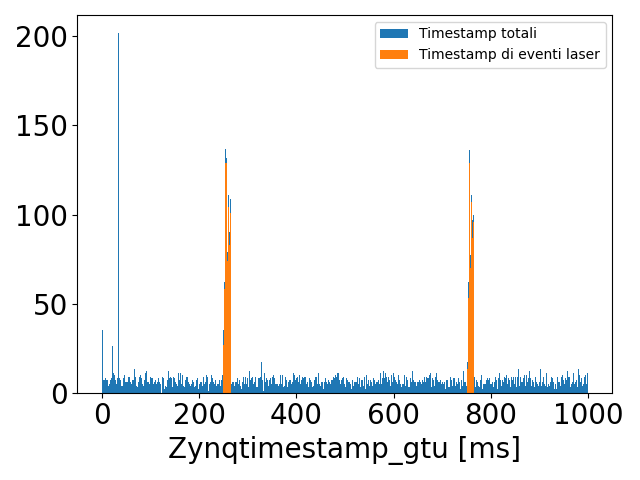 Timestamp totali
Timestamp di eventi laser
200
150
100
50
0
0 200 400 600 800 1000
Zynqtimestamp_gtu [ms]